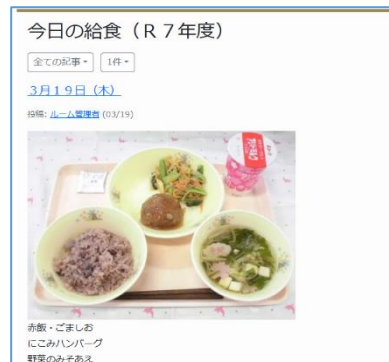 今日の給食（R７年度）
全ての記事 1件
3月19日（木）
投稿: ルーム管理者 (03/19)
赤飯・ごましお
にこみハンバーグ
野菜のみそあえ